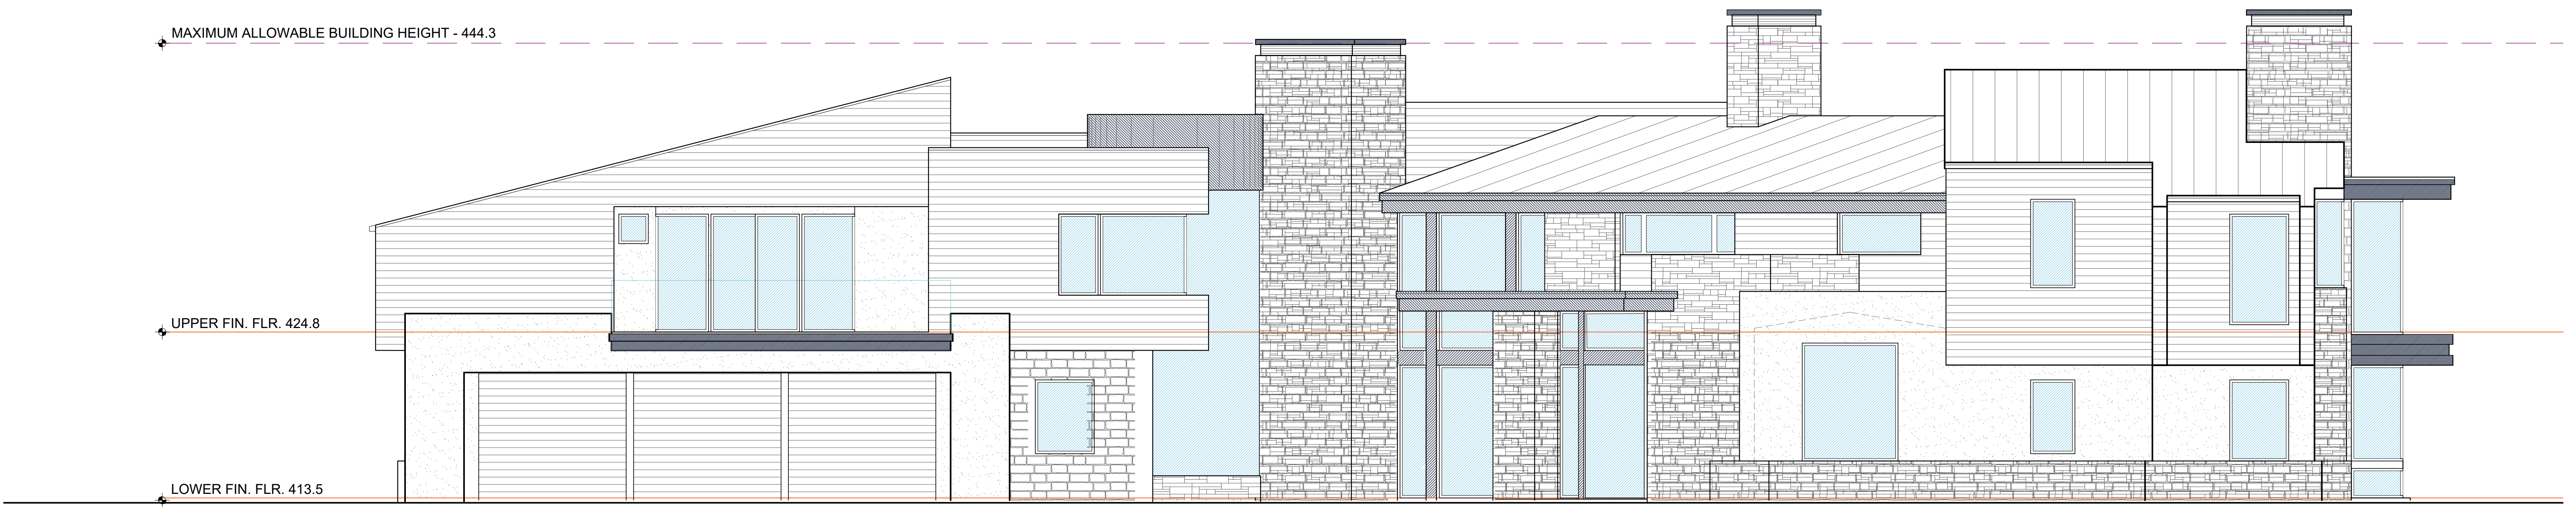 MAXIMUM ALLOWABLE BUILDING HEIGHT - 444.3
UPPER FIN. FLR. 424.8
LOWER FIN. FLR. 413.5